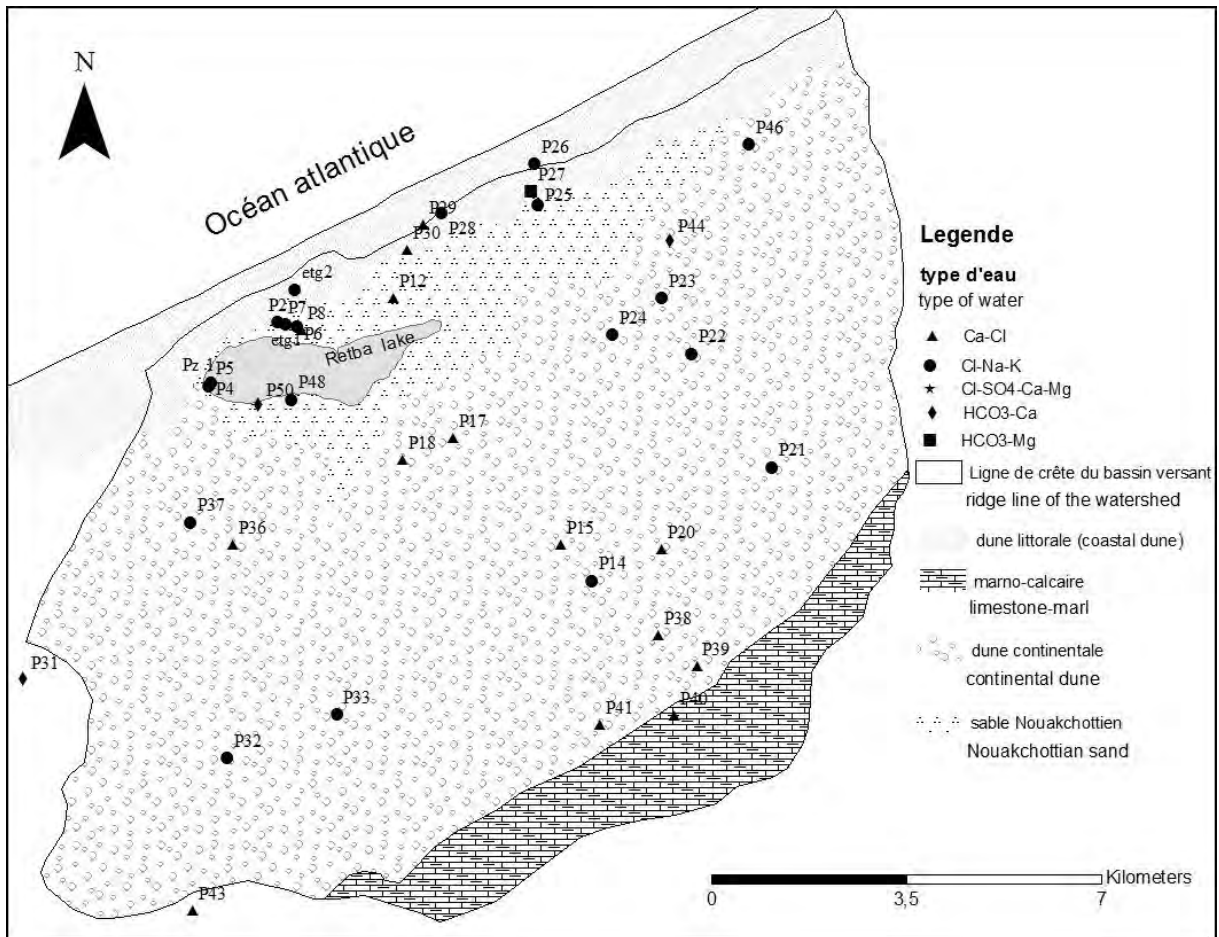 N
Océan atlantique
P26
P27
P25
P46
P29
P28
P30
P44
P12
P23
P24
P22
etg2
P2
P7
P8
P6
etg1
Retba lake
Pz 1
P5
P4
P50
P48
P17
P18
P21
P37
P36
P15
P20
P14
P38
P39
P31
P33
P41
P40
P32
P43
Legende
type d'eau
type of water
Ca-Cl
Cl-Na-K
Cl-SO4-Ca-Mg
HCO3-Ca
HCO3-Mg
Ligne de crête du bassin versant
ridge line of the watershed
dune littorale (coastal dune)
marno-calcaire
limestone-marl
dune continentale
continental dune
sable Nouakchottien
Nouakchottian sand
Kilometers
0 3,5 7